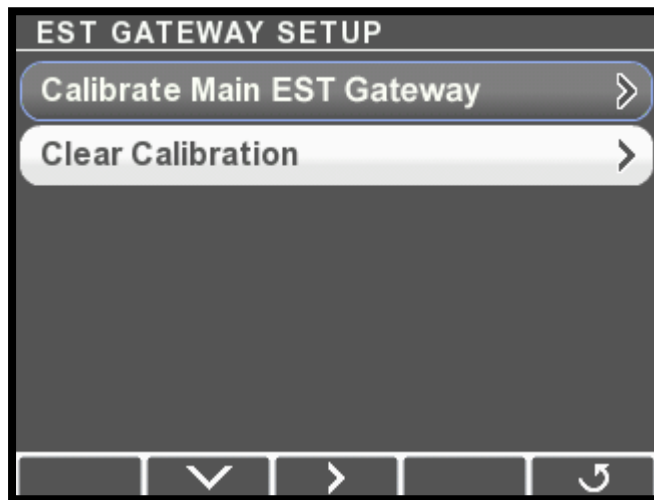 EST GATEWAY SETUP
Calibrate Main EST Gateway
Clear Calibration